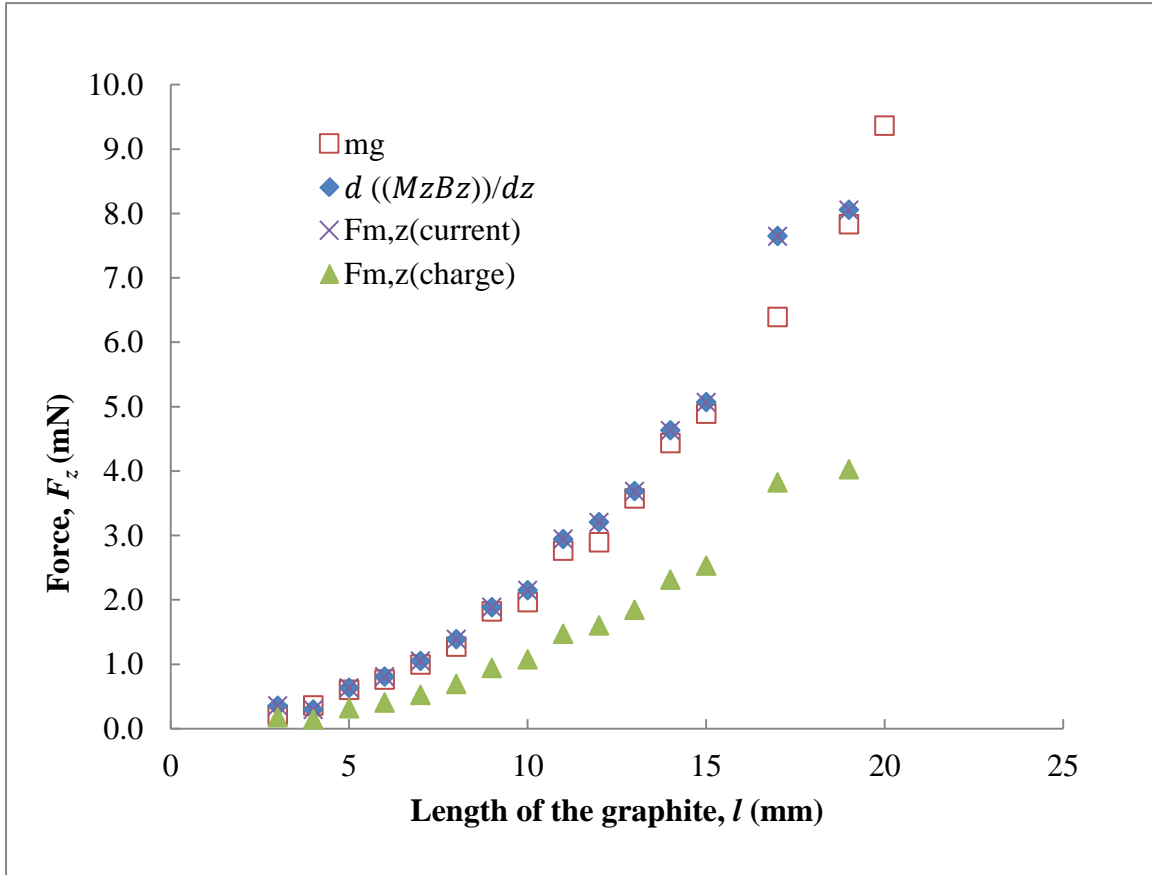 10.0
9.0
8.0
7.0
6.0
5.0
4.0
3.0
2.0
1.0
0.0
mg
d ((MzBz))/dz
Fm,z(current)
Fm,z(charge)
Force, Fz (mN)
0 5 10 15 20 25
Length of the graphite, l (mm)